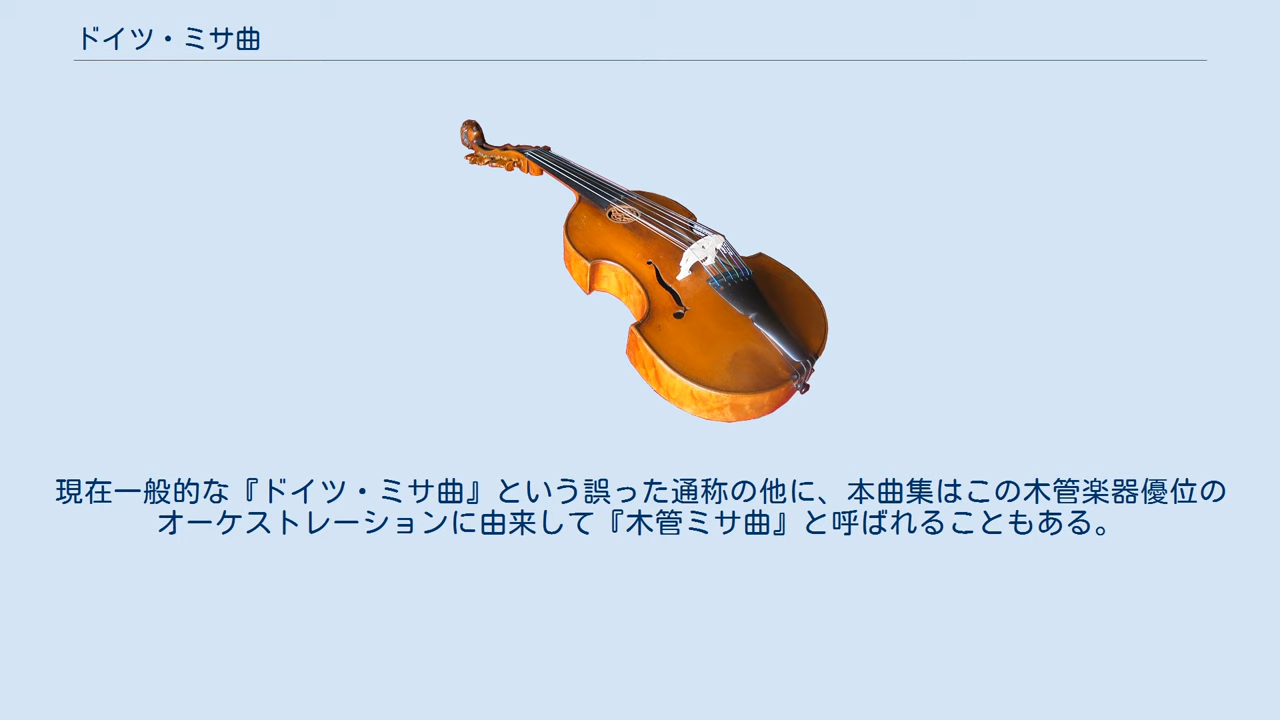 ドイツ・ミサ曲
現在一般的な『ドイツ・ミサ曲』という誤った通称の他に、本曲集はこの木管楽器優位の
オーケストレーションに由来して『木管ミサ曲』と呼ばれることもある。